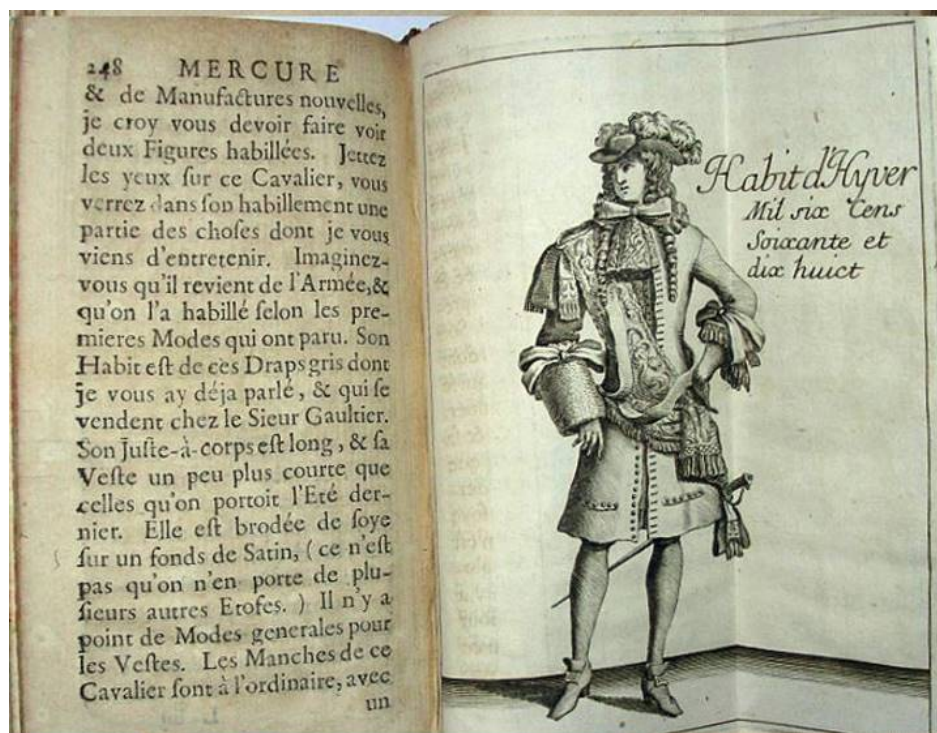 248 MERCURE
& de Manufactures nouvelles,
je croy vous devoir faire voir
deux Figures habillées. Jettez
les yeux ſur ce Cavalier, vous
verrez dans ſon habillement une
partie des choſes dont je vous
viens d'entretenir. Imaginez-
vous qu'il revient de l'Armée, &
qu'on l'a habillé ſelon les pre-
mieres Modes qui ont paru. Son
Habit eſt de ces Draps gris dont
je vous ay déja parlé, & qui ſe
vendent chez le Sieur Gaultier.
Son Juſte-à-corps eſt long, & ſa
Veſte un peu plus courte que
celles qu'on portoit l'Eté der-
nier. Elle eſt brodée de ſoye
ſur un fonds de Satin, (ce n'eſt
pas qu'on n'en porte de plu-
ſieurs autres Etofes.) Il n'y a
point de Modes generales pour
les Veſtes. Les Manches de ce
Cavalier ſont à l'ordinaire, avec
un
Habit d'Hyver
Mil six Cens
Soixante et
dix huict